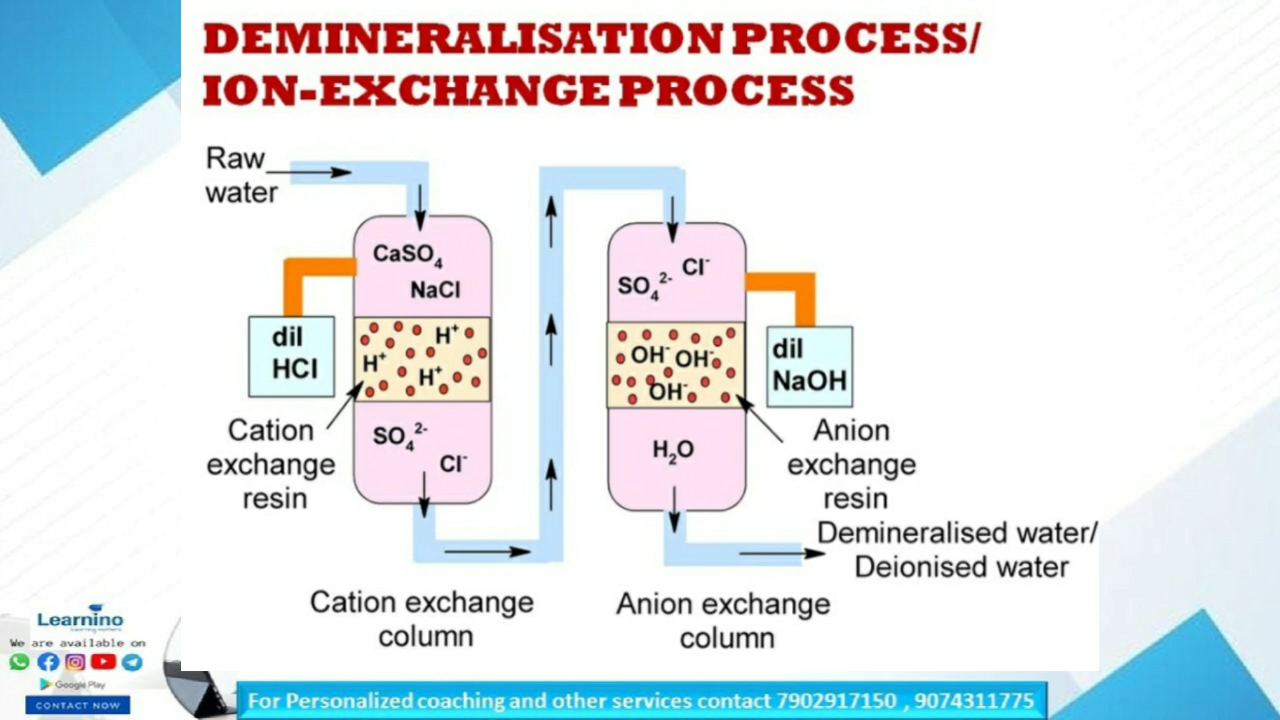 DEMINERALISATION PROCESS/
ION-EXCHANGE PROCESS
Raw
water
CaSO₄
NaCl
dil
HCl
H⁺
H⁺
H⁺
Cation
exchange
resin
SO₄²⁻
Cl⁻
Cation exchange
column
Cl⁻
SO₄²⁻
OH⁻ OH⁻
OH⁻
dil
NaOH
Anion
exchange
resin
H₂O
Demineralised water/
Deionised water
Anion exchange
column
Learnino
We are available on
Google Play
CONTACT NOW
For Personalized coaching and other services contact 7902917150 , 9074311775